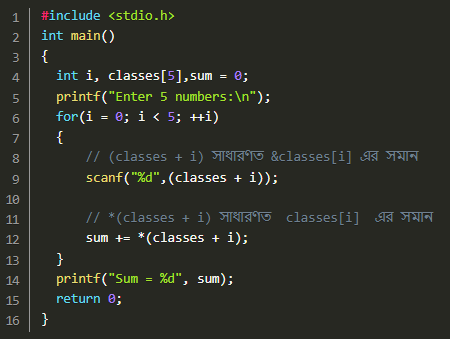 1 #include <stdio.h>
2 int main()
3 {
4 int i, classes[5],sum = 0;
5 printf("Enter 5 numbers:\n");
6 for(i = 0; i < 5; ++i)
7 {
8 // (classes + i) সাধারণত &classes[i] এর সমান
9 scanf("%d",(classes + i));
10
11 // *(classes + i) সাধারণত classes[i] এর সমান
12 sum += *(classes + i);
13 }
14 printf("Sum = %d", sum);
15 return 0;
16 }